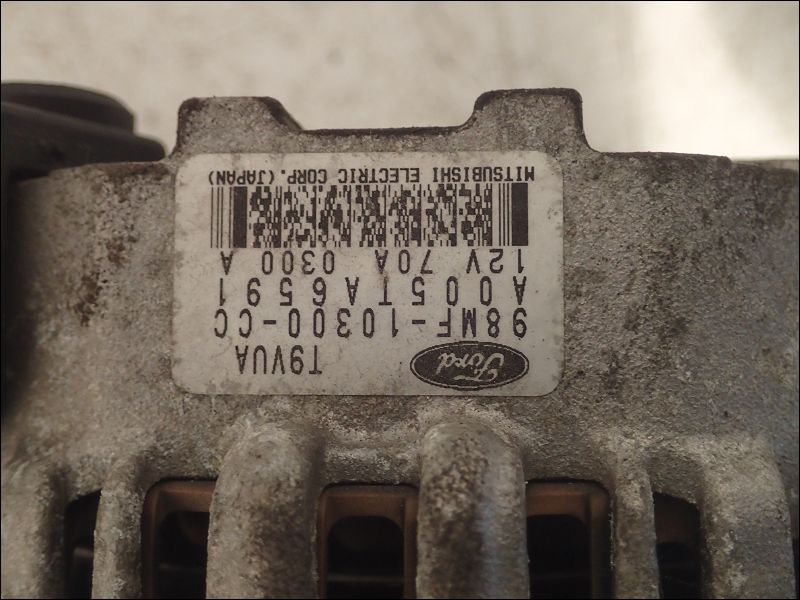 Ford T9VUA
98MF-10300-CC
A005TA6591
12V 70A 0300 A
MITSUBISHI ELECTRIC CORP. (JAPAN)